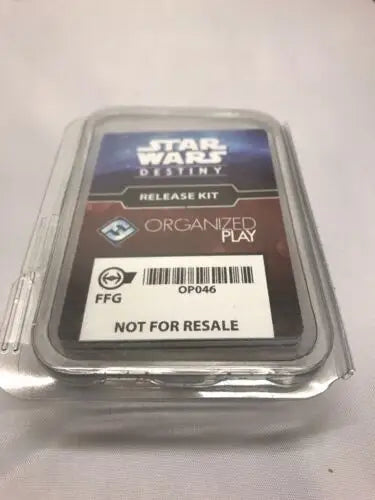 STAR
WARS
DESTINY
RELEASE KIT
ORGANIZED
PLAY
OP046
FFG
NOT FOR RESALE